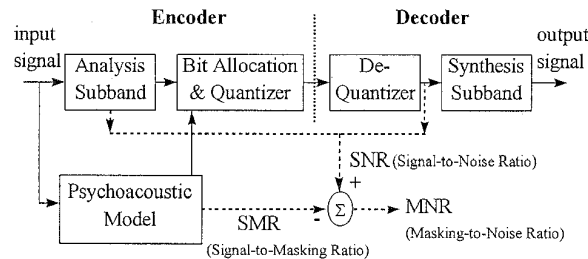 Encoder
Decoder
input
signal
output
signal
Analysis
Subband
Bit Allocation
& Quantizer
De-
Quantizer
Synthesis
Subband
SNR (Signal-to-Noise Ratio)
+
Psychoacoustic
Model
Σ
-
SMR
(Signal-to-Masking Ratio)
MNR
(Masking-to-Noise Ratio)